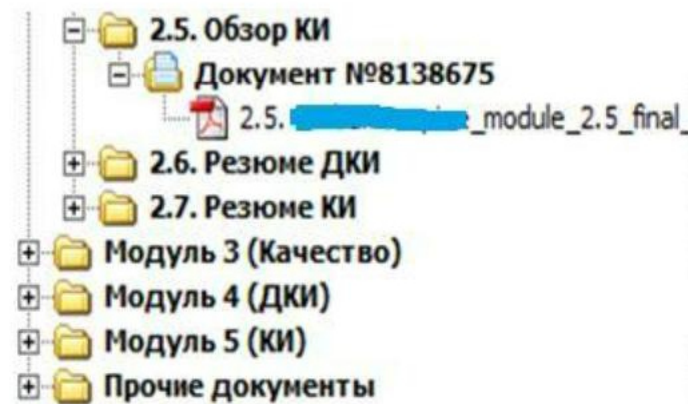 2.5. Обзор КИ
Документ №8138675
2.5. _module_2.5_final_
2.6. Резюме ДКИ
2.7. Резюме КИ
Модуль 3 (Качество)
Модуль 4 (ДКИ)
Модуль 5 (КИ)
Прочие документы